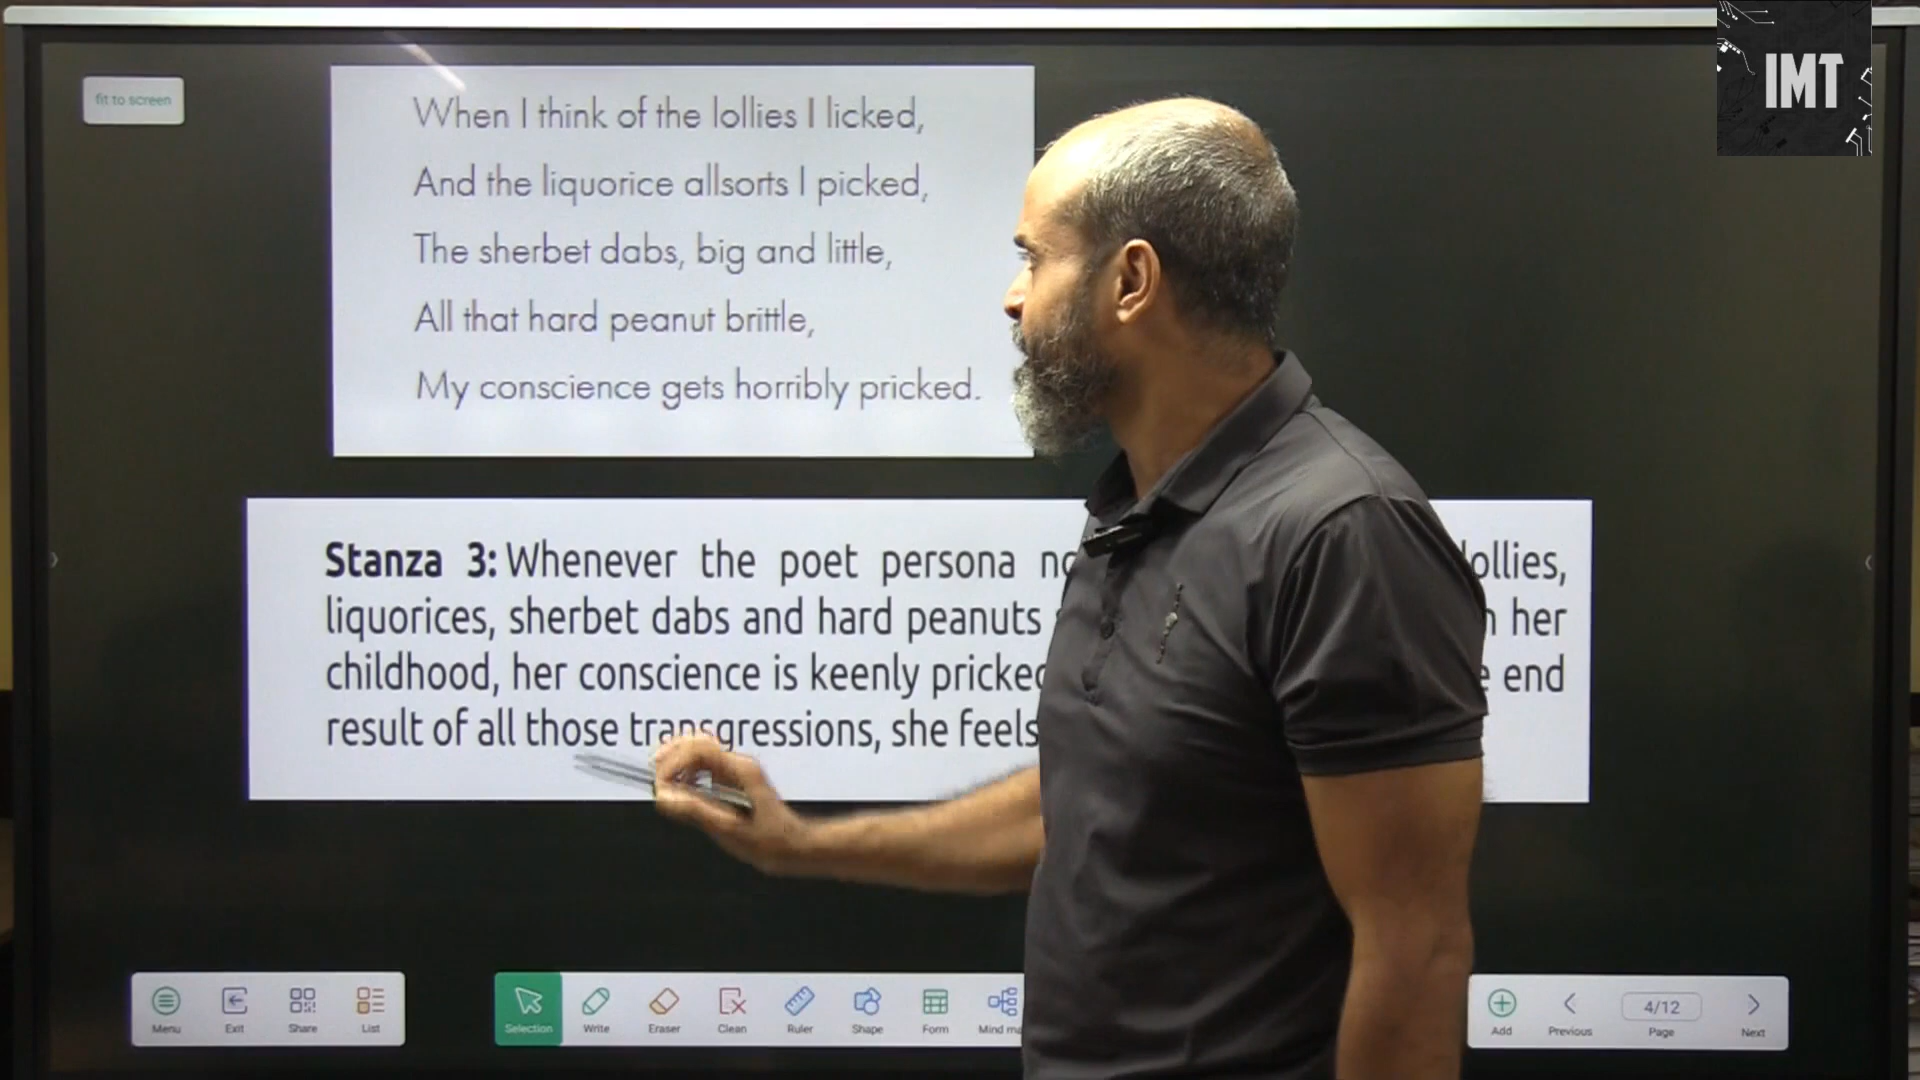 fit to screen
IMT
When I think of the lollies I licked,
And the liquorice allsorts I picked,
The sherbet dabs, big and little,
All that hard peanut brittle,
My conscience gets horribly pricked.
Stanza 3: Whenever the poet persona lollies,
liquorices, sherbet dabs and hard peanuts her
childhood, her conscience is keenly pricked end
result of all those transgressions, she feels
Menu Exit Share List Selection Write Eraser Clean Ruler Shape Form Mind Add Previous 4/12 Page Next